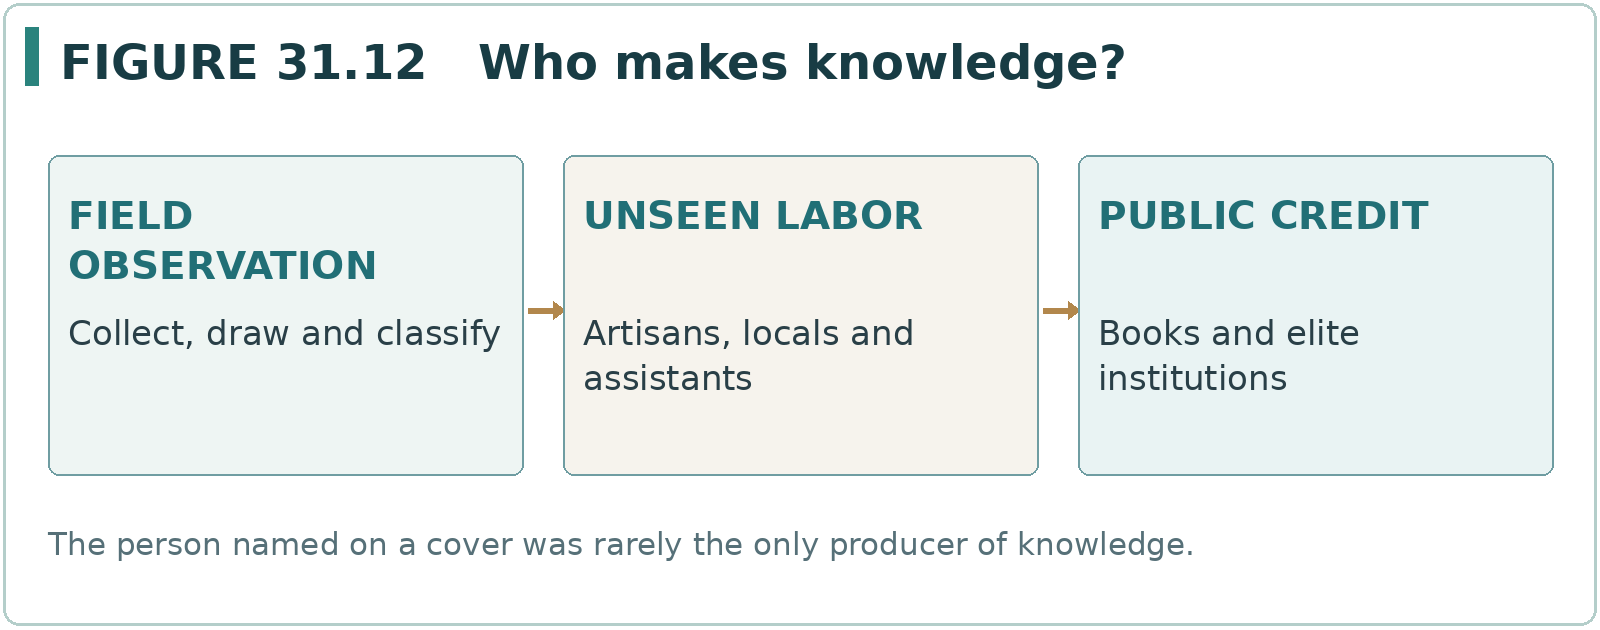 FIGURE 31.12 Who makes knowledge?
FIELD
OBSERVATION
Collect, draw and classify
UNSEEN LABOR
Artisans, locals and
assistants
PUBLIC CREDIT
Books and elite
institutions
The person named on a cover was rarely the only producer of knowledge.